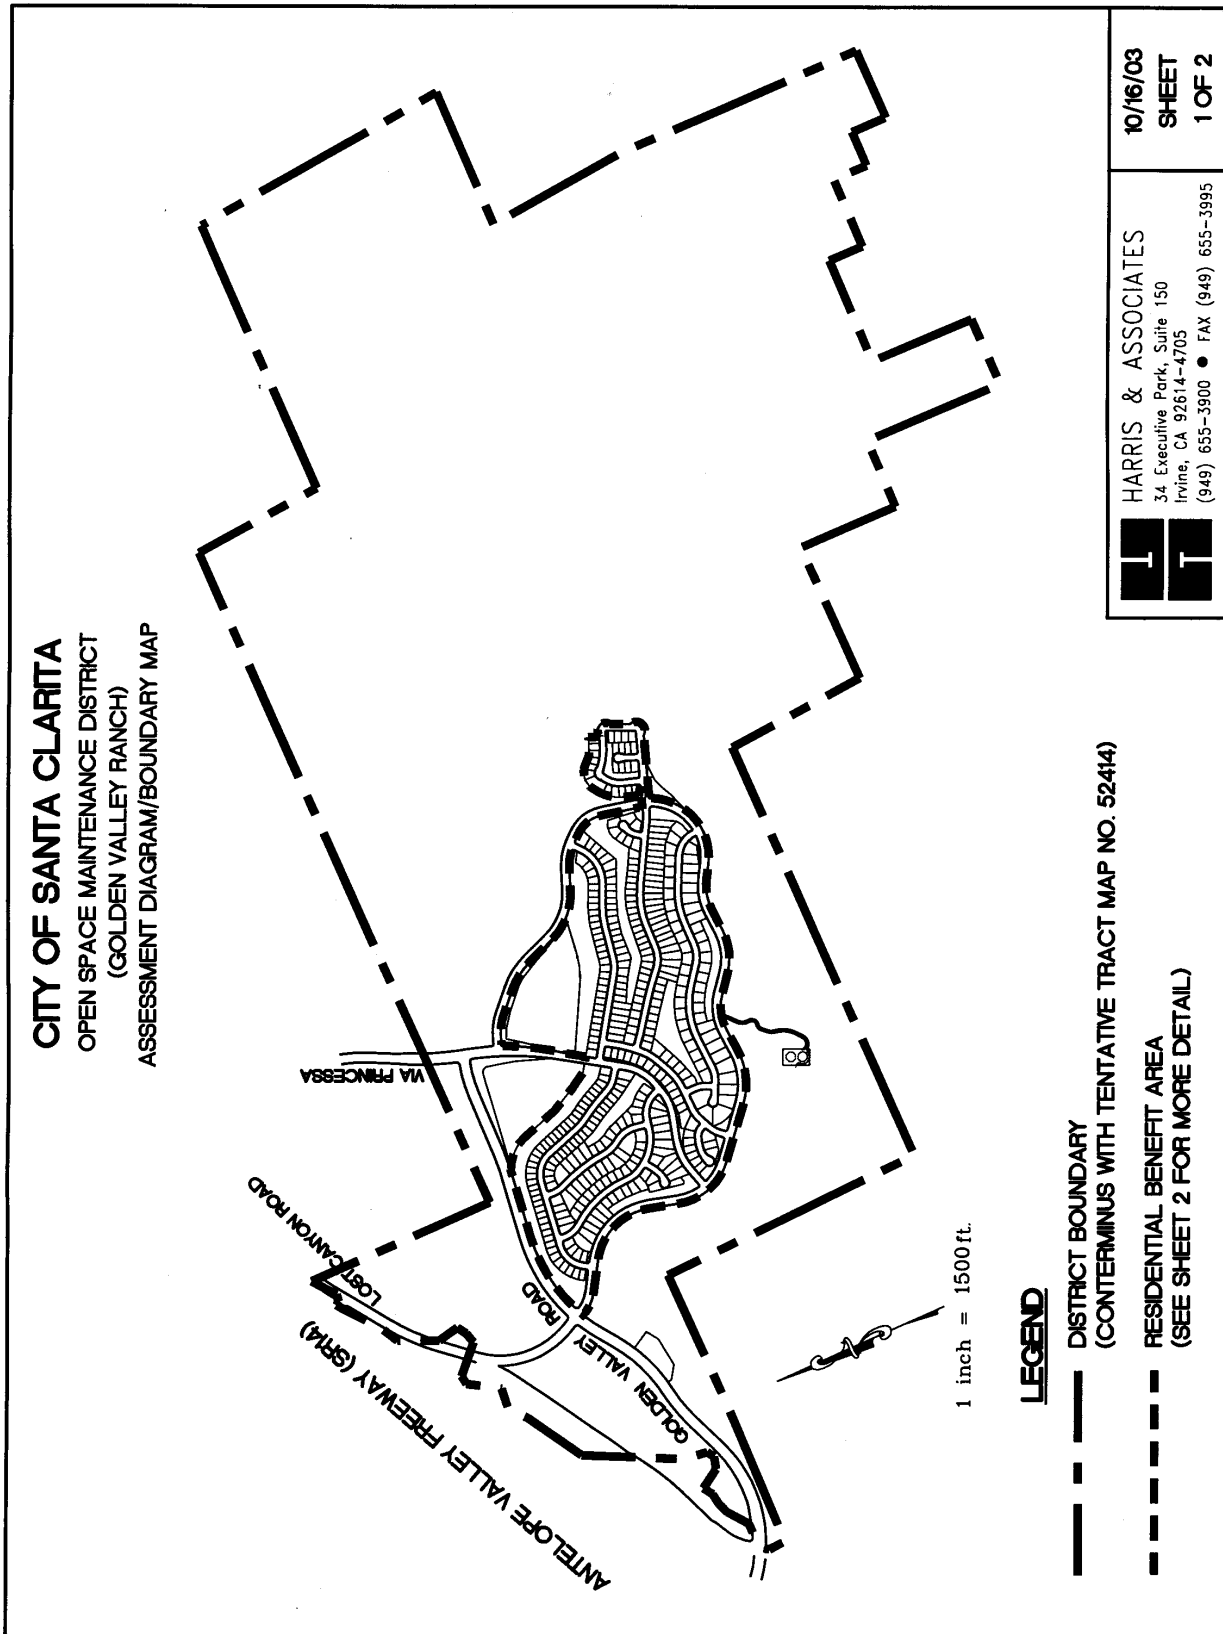 CITY OF SANTA CLARITA
OPEN SPACE MAINTENANCE DISTRICT
(GOLDEN VALLEY RANCH)
ASSESSMENT DIAGRAM/BOUNDARY MAP
VIA PRINCESSA
LOST CANYON ROAD
ANTELOPE VALLEY FREEWAY (SR14)
GOLDEN VALLEY ROAD
1 inch = 1500 ft.
LEGEND
DISTRICT BOUNDARY
(CONTERMINUS WITH TENTATIVE TRACT MAP NO. 52414)
RESIDENTIAL BENEFIT AREA
(SEE SHEET 2 FOR MORE DETAIL)
HARRIS & ASSOCIATES
34 Executive Park, Suite 150
Irvine, CA 92614-4705
(949) 655-3900 ● FAX (949) 655-3995
10/16/03
SHEET
1 OF 2